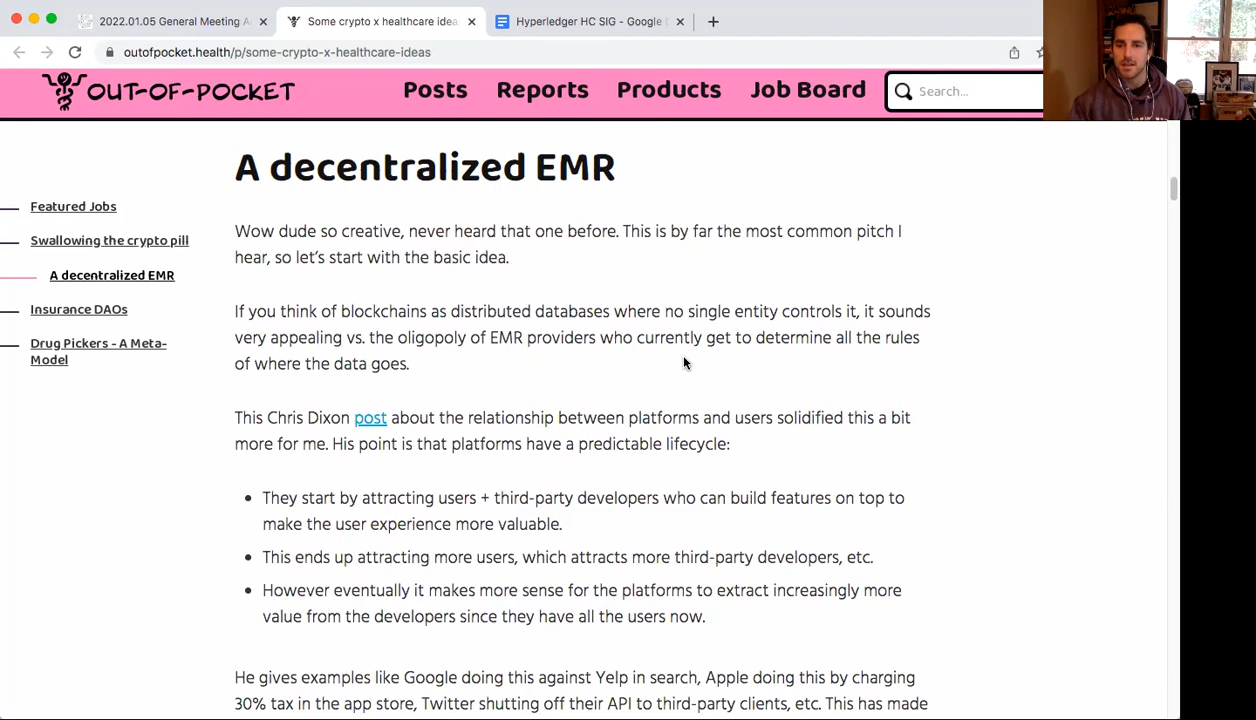 2022.01.05 General Meeting A
Some crypto x healthcare idea
Hyperledger HC SIG - Google
outofpocket.health/p/some-crypto-x-healthcare-ideas
OUT-OF-POCKET
Posts
Reports
Products
Job Board
Search...
A decentralized EMR
Featured Jobs
Swallowing the crypto pill
A decentralized EMR
Insurance DAOs
Drug Pickers - A Meta-
Model
Wow dude so creative, never heard that one before. This is by far the most common pitch I
hear, so let's start with the basic idea.
If you think of blockchains as distributed databases where no single entity controls it, it sounds
very appealing vs. the oligopoly of EMR providers who currently get to determine all the rules
of where the data goes.
This Chris Dixon post about the relationship between platforms and users solidified this a bit
more for me. His point is that platforms have a predictable lifecycle:
They start by attracting users + third-party developers who can build features on top to
make the user experience more valuable.
This ends up attracting more users, which attracts more third-party developers, etc.
However eventually it makes more sense for the platforms to extract increasingly more
value from the developers since they have all the users now.
He gives examples like Google doing this against Yelp in search, Apple doing this by charging
30% tax in the app store, Twitter shutting off their API to third-party clients, etc. This has made